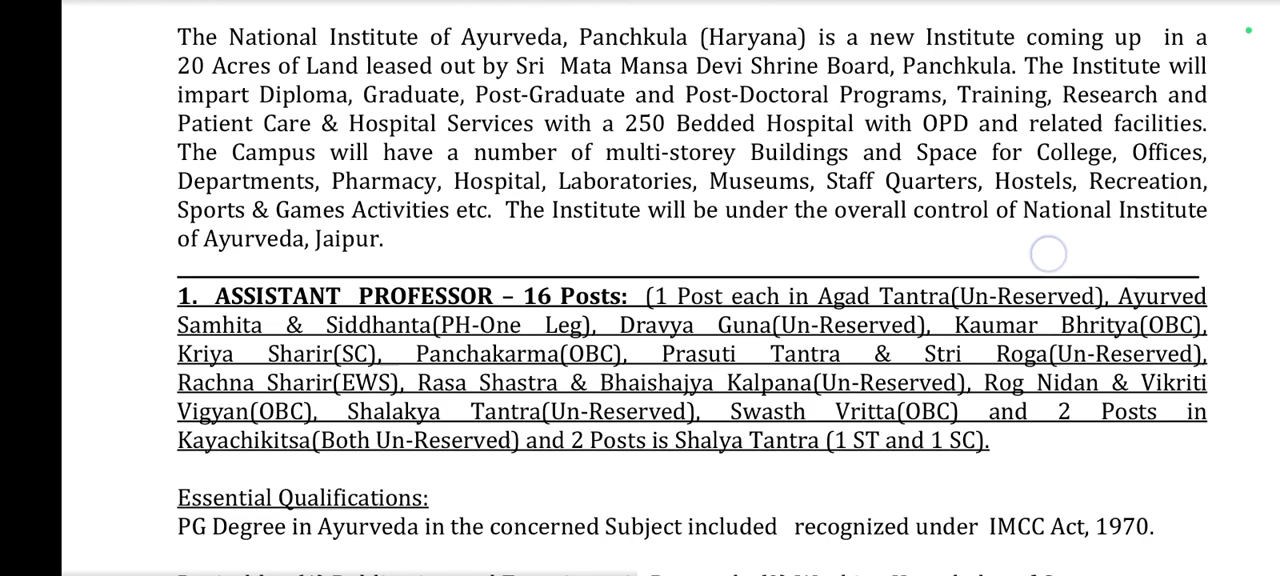 The National Institute of Ayurveda, Panchkula (Haryana) is a new Institute coming up in a
20 Acres of Land leased out by Sri Mata Mansa Devi Shrine Board, Panchkula. The Institute will
impart Diploma, Graduate, Post-Graduate and Post-Doctoral Programs, Training, Research and
Patient Care & Hospital Services with a 250 Bedded Hospital with OPD and related facilities.
The Campus will have a number of multi-storey Buildings and Space for College, Offices,
Departments, Pharmacy, Hospital, Laboratories, Museums, Staff Quarters, Hostels, Recreation,
Sports & Games Activities etc. The Institute will be under the overall control of National Institute
of Ayurveda, Jaipur.
1. ASSISTANT PROFESSOR – 16 Posts: (1 Post each in Agad Tantra(Un-Reserved), Ayurved
Samhita & Siddhanta(PH-One Leg), Dravya Guna(Un-Reserved), Kaumar Bhritya(OBC),
Kriya Sharir(SC), Panchakarma(OBC), Prasuti Tantra & Stri Roga(Un-Reserved),
Rachna Sharir(EWS), Rasa Shastra & Bhaishajya Kalpana(Un-Reserved), Rog Nidan & Vikriti
Vigyan(OBC), Shalakya Tantra(Un-Reserved), Swasth Vritta(OBC) and 2 Posts in
Kayachikitsa(Both Un-Reserved) and 2 Posts is Shalya Tantra (1 ST and 1 SC).
Essential Qualifications:
PG Degree in Ayurveda in the concerned Subject included recognized under IMCC Act, 1970.